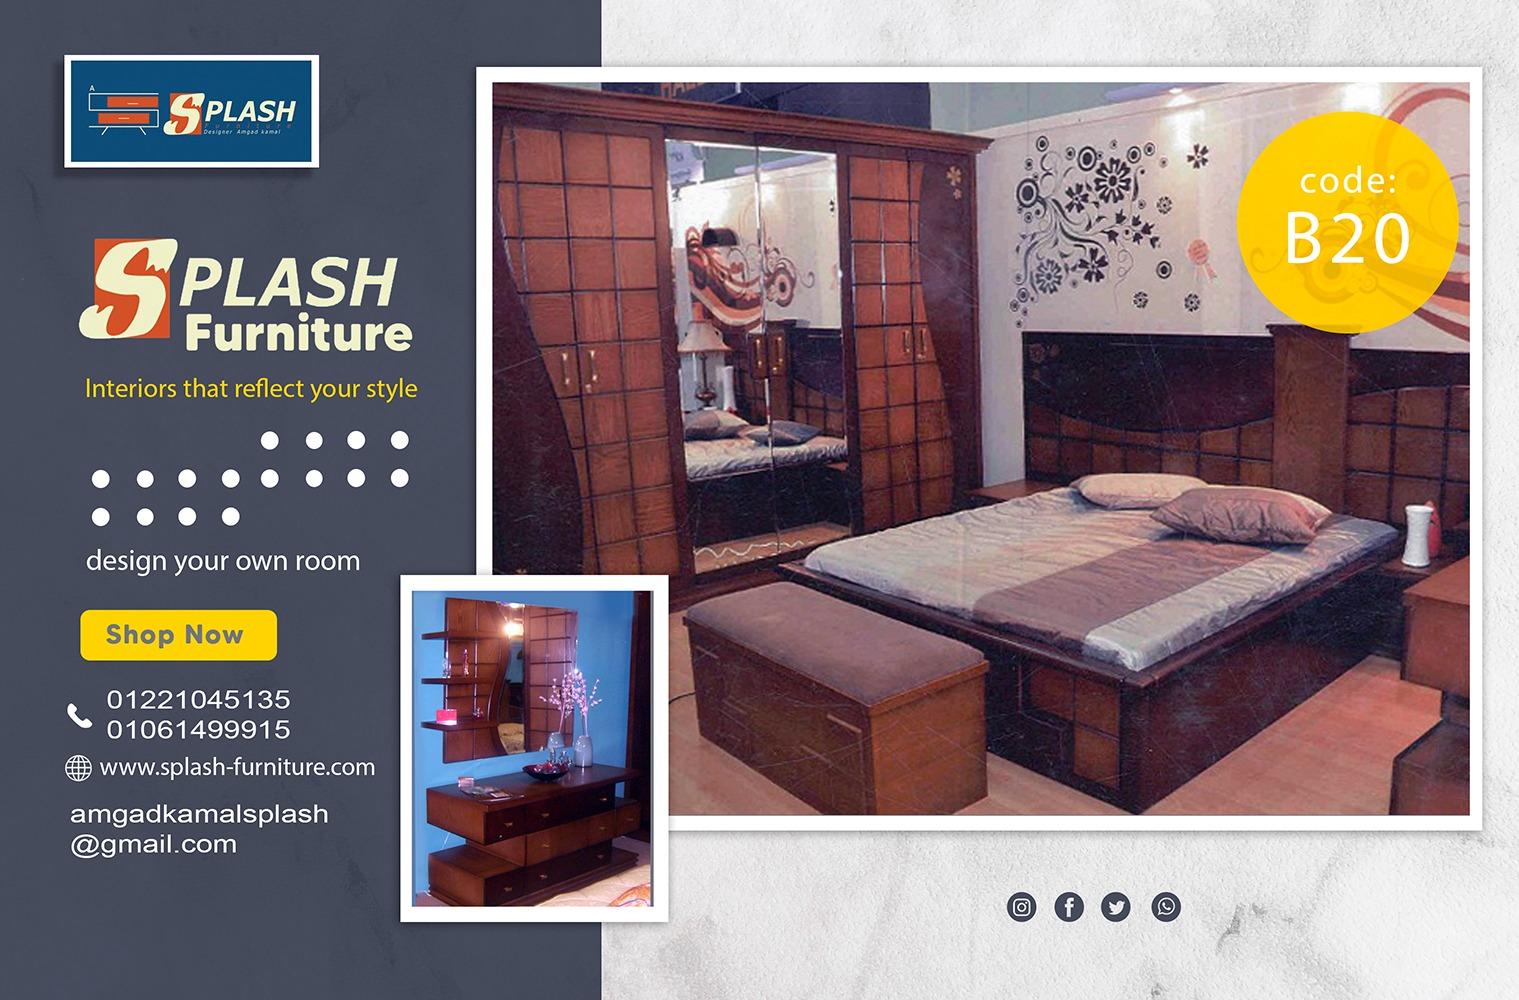 A
SPLASH
Furniture
Designer Amgad kamal
SPLASH
Furniture
Interiors that reflect your style
design your own room
Shop Now
01221045135
01061499915
www.splash-furniture.com
amgadkamalsplash
@gmail.com
code:
B20